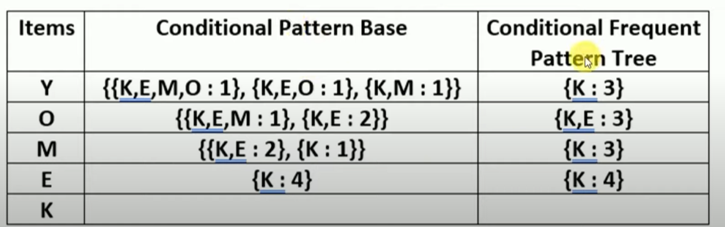 Items Conditional Pattern Base Conditional Frequent
Pattern Tree
Y {{K,E,M,O : 1}, {K,E,O : 1}, {K,M : 1}} {K : 3}
O {{K,E,M : 1}, {K,E : 2}} {K,E : 3}
M {{K,E : 2}, {K : 1}} {K : 3}
E {K : 4} {K : 4}
K